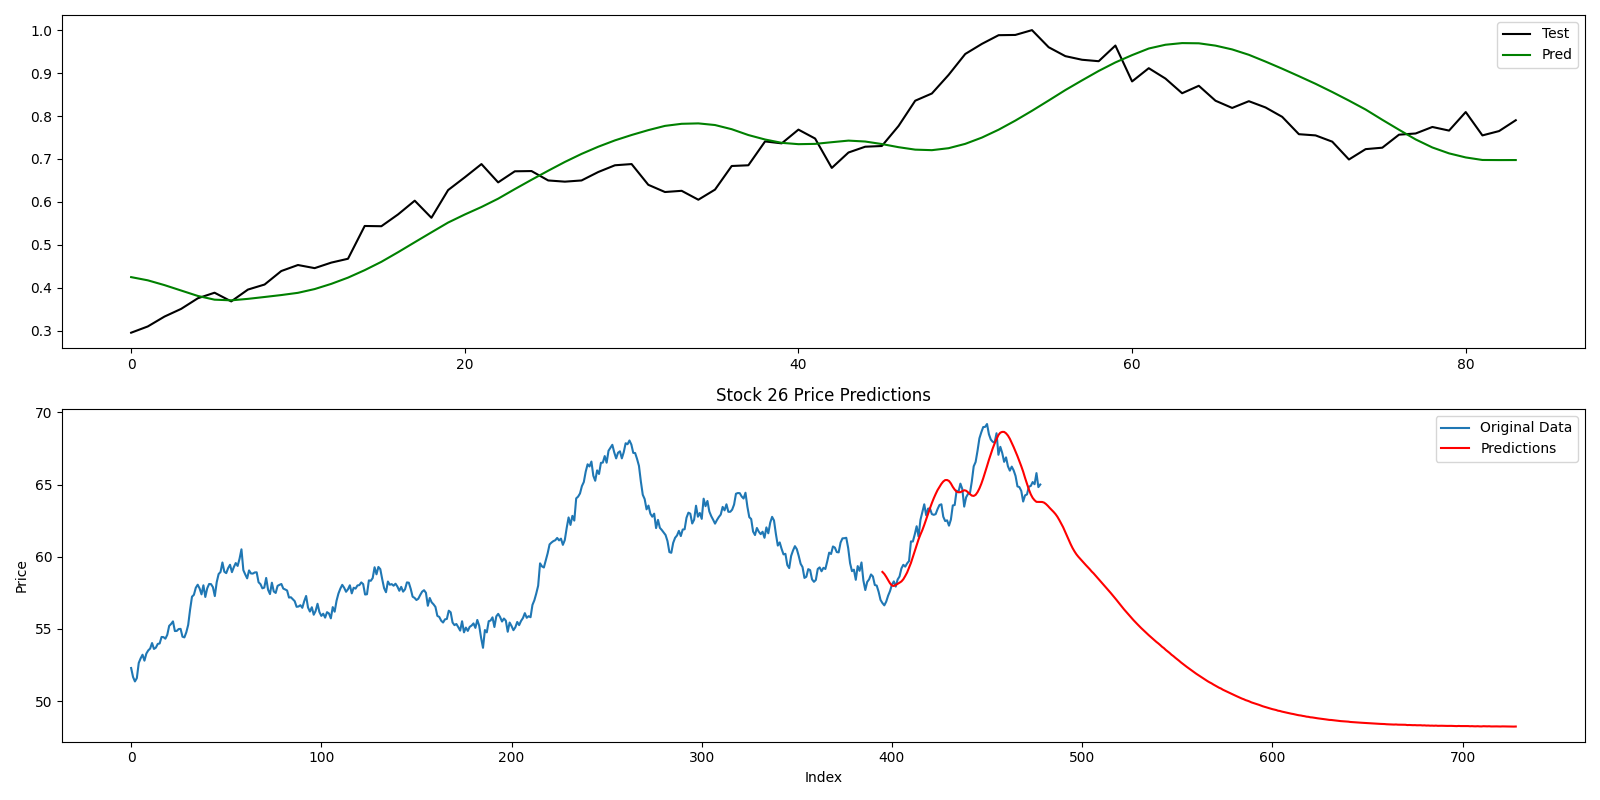 1.0
0.9
0.8
0.7
0.6
0.5
0.4
0.3
Test
Pred
0 20 40 60 80
Stock 26 Price Predictions
70
65
60
55
50
Price
Original Data
Predictions
0 100 200 300 400 500 600 700
Index